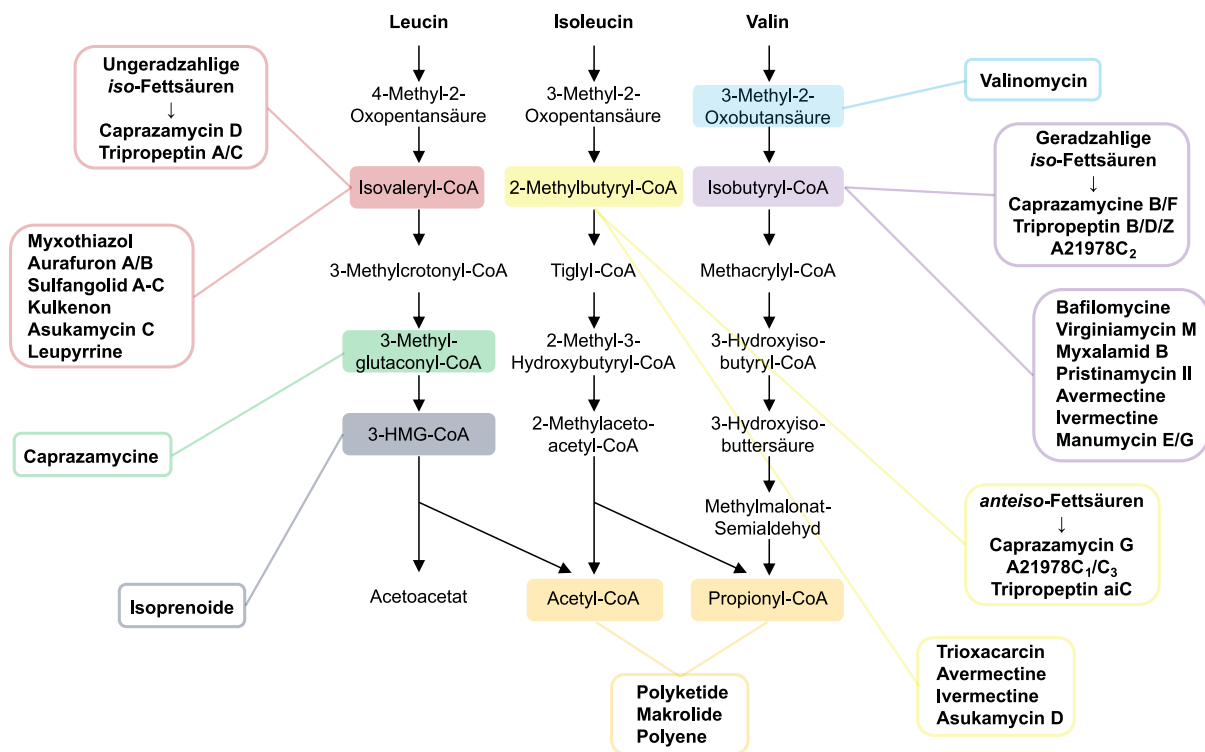 Leucin
Isoleucin
Valin
Ungeradzahlige
iso-Fettsäuren
↓
Caprazamycin D
Tripropeptin A/C
4-Methyl-2-
Oxopentansäure
3-Methyl-2-
Oxopentansäure
3-Methyl-2-
Oxobutansäure
Valinomycin
Isovaleryl-CoA
2-Methylbutyryl-CoA
Isobutyryl-CoA
Geradzahlige
iso-Fettsäuren
↓
Caprazamycine B/F
Tripropeptin B/D/Z
A21978C₂
Myxothiazol
Aurafuron A/B
Sulfangolid A-C
Kulkenon
Asukamycin C
Leupyrrine
3-Methylcrotonyl-CoA
Tiglyl-CoA
Methacrylyl-CoA
Bafilomycine
Virginiamycin M
Myxalamid B
Pristinamycin II
Avermectine
Ivermectine
Manumycin E/G
3-Methyl-
glutaconyl-CoA
2-Methyl-3-
Hydroxybutyryl-CoA
3-Hydroxyiso-
butyryl-CoA
Caprazamycine
3-HMG-CoA
2-Methylaceto-
acetyl-CoA
3-Hydroxyiso-
buttersäure
Methylmalonat-
Semialdehyd
anteiso-Fettsäuren
↓
Caprazamycin G
A21978C₁/C₃
Tripropeptin aiC
Isoprenoide
Acetoacetat
Acetyl-CoA
Propionyl-CoA
Trioxacarcin
Avermectine
Ivermectine
Asukamycin D
Polyketide
Makrolide
Polyene